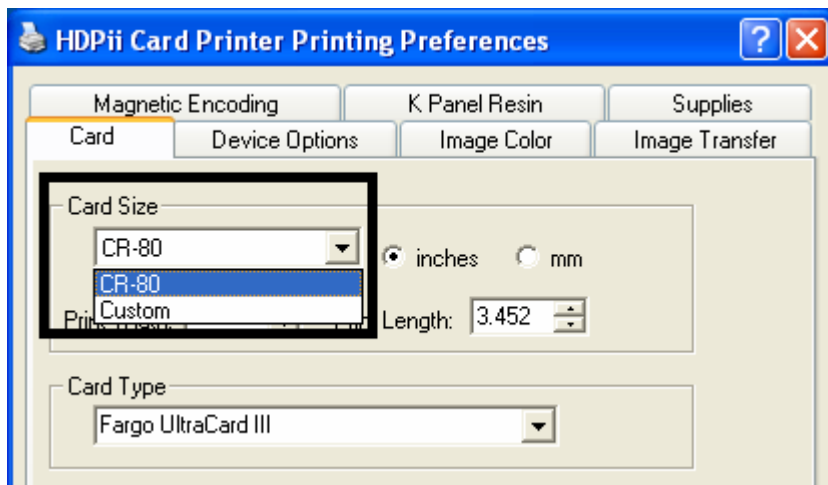 HDPii Card Printer Printing Preferences
Magnetic Encoding K Panel Resin Supplies
Card Device Options Image Color Image Transfer
Card Size
CR-80 inches mm
CR-80
Custom
Length: 3.452
Card Type
Fargo UltraCard III